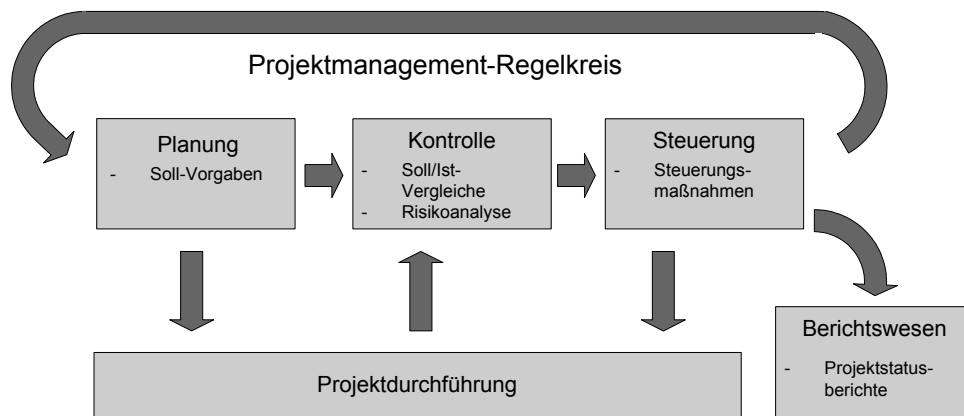 Projektmanagement-Regelkreis
Planung
- Soll-Vorgaben
Kontrolle
- Soll/Ist-
Vergleiche
- Risikoanalyse
Steuerung
- Steuerungs-
maßnahmen
Berichtswesen
- Projektstatus-
berichte
Projektdurchführung